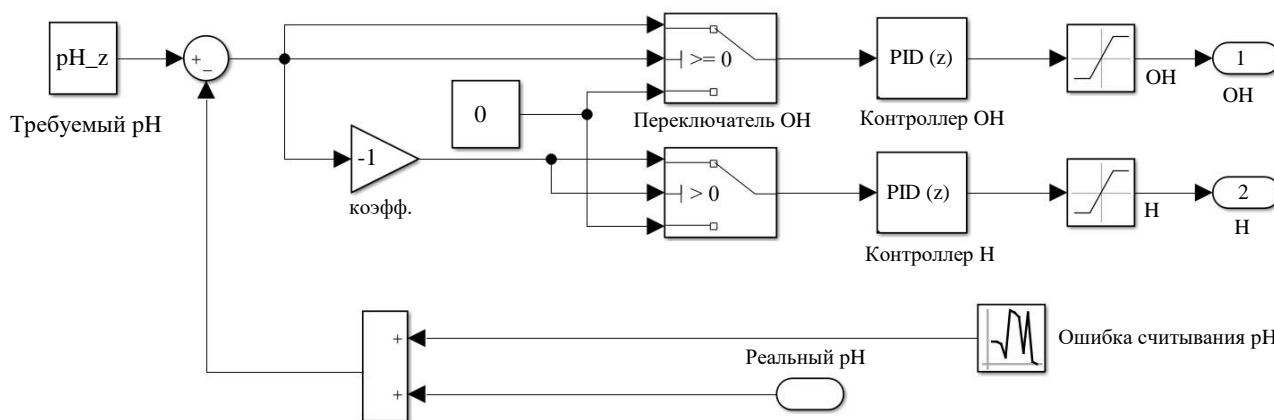 pH_z
+
−
Требуемый pH
-1
коэфф.
0
>= 0
Переключатель OH
> 0
PID (z)
Контроллер OH
PID (z)
Контроллер H
OH
1
OH
H
2
H
+
+
Реальный pH
Ошибка считывания pH